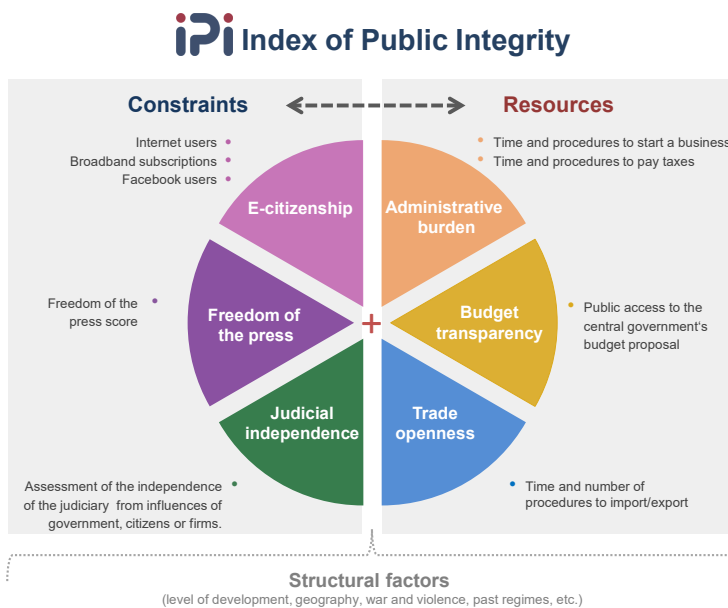 iPi Index of Public Integrity
Constraints
Resources
Internet users •
Broadband subscriptions •
Facebook users •
• Time and procedures to start a business
• Time and procedures to pay taxes
E-citizenship
Administrative
burden
Freedom of the •
press score
Freedom of
the press
+
Budget
transparency
• Public access to the
central government's
budget proposal
Judicial
independence
Trade
openness
Assessment of the independence •
of the judiciary from influences of
government, citizens or firms.
• Time and number of
procedures to import/export
Structural factors
(level of development, geography, war and violence, past regimes, etc.)